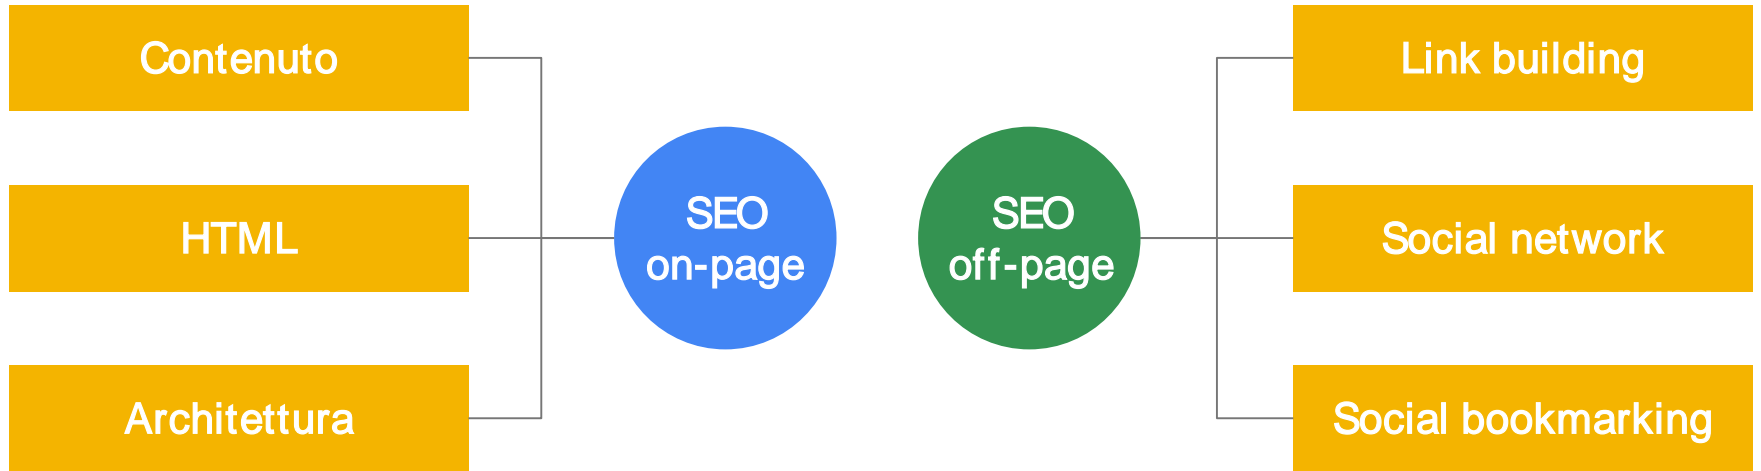 Contenuto
HTML
Architettura
SEO
on-page
SEO
off-page
Link building
Social network
Social bookmarking